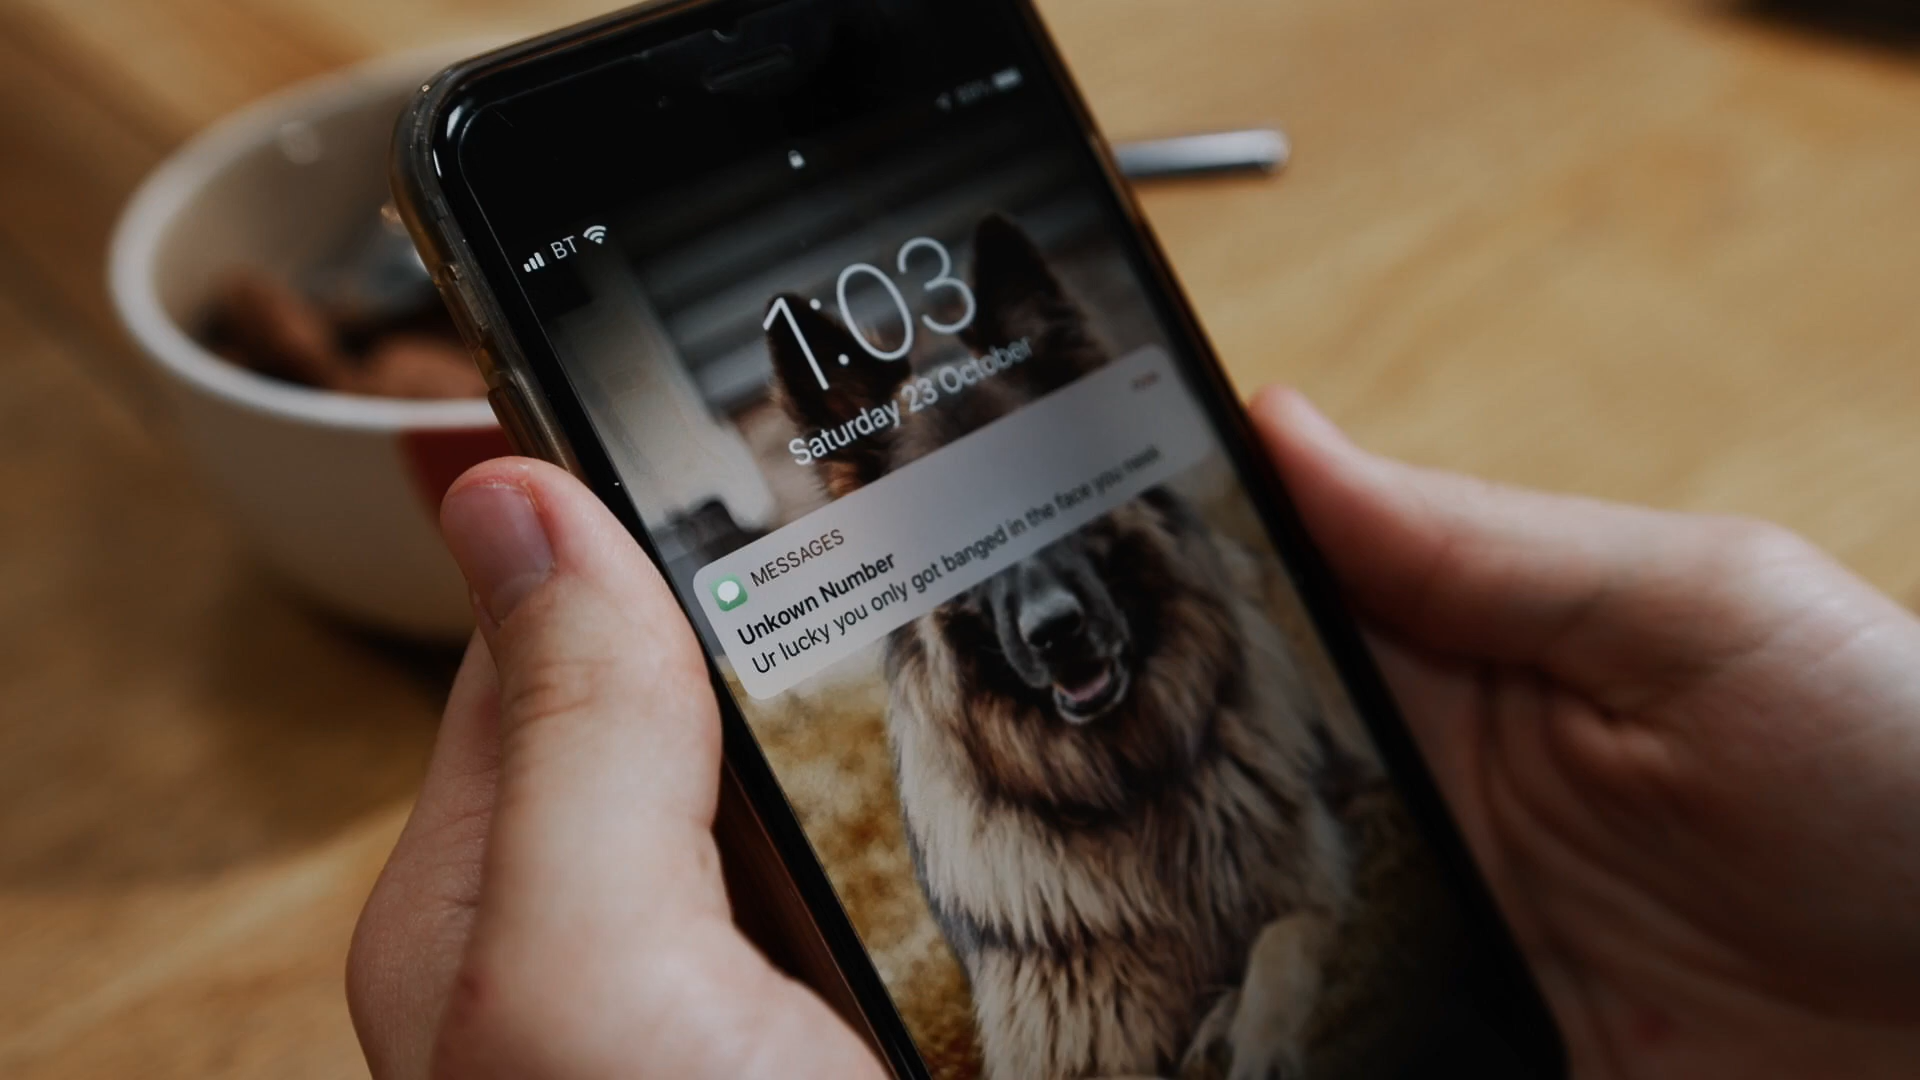 BT
1:03
Saturday 23 October
MESSAGES
Unkown Number
Ur lucky you only got banged in the face you neek